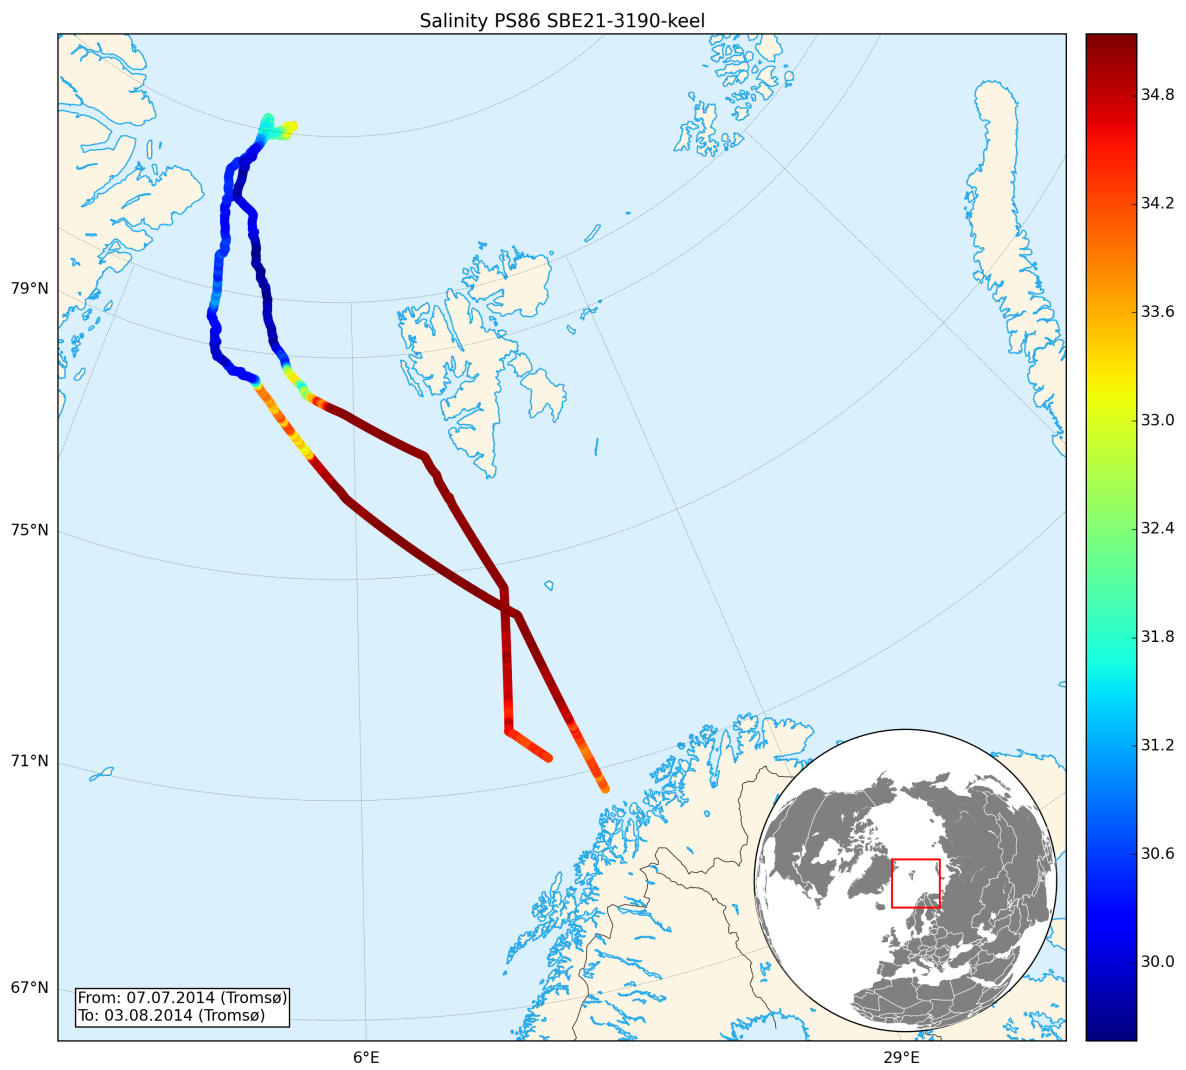 Salinity PS86 SBE21-3190-keel
79°N
75°N
71°N
67°N
6°E
29°E
From: 07.07.2014 (Tromsø)
To: 03.08.2014 (Tromsø)
34.8
34.2
33.6
33.0
32.4
31.8
31.2
30.6
30.0